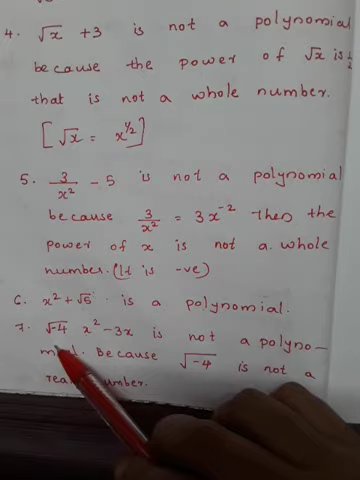 4. √x + 3 is not a polynomial
because the power of √x is ½
that is not a whole number.
[√x = x^½]
5. 3/x² - 5 is not a polynomial
because 3/x² = 3x⁻² then the
power of x is not a whole
number. (It is -ve)
6. x² + √5 is a polynomial.
7. √-4 x² - 3x is not a polyno-
Because √-4 is not a
number.